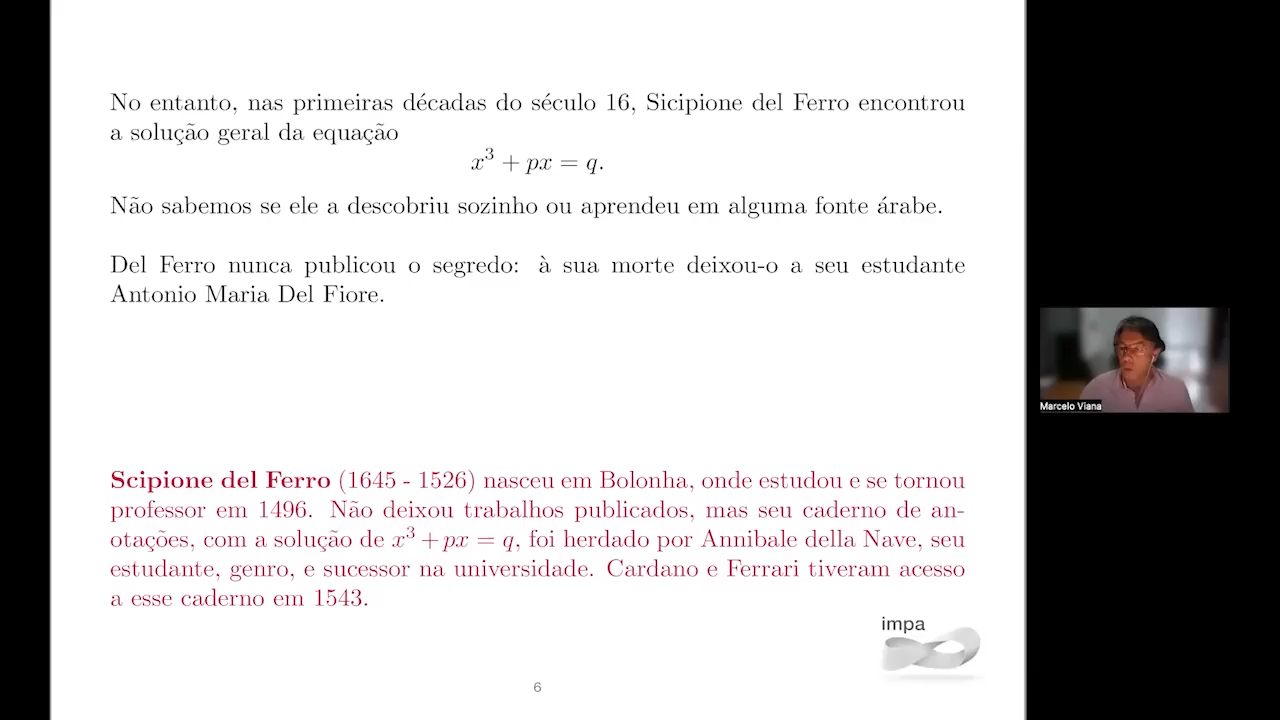 No entanto, nas primeiras décadas do século 16, Sicipione del Ferro encontrou
a solução geral da equação
x³ + px = q.
Não sabemos se ele a descobriu sozinho ou aprendeu em alguma fonte árabe.
Del Ferro nunca publicou o segredo: à sua morte deixou-o a seu estudante
Antonio Maria Del Fiore.
Marcelo Viana
Scipione del Ferro (1645 - 1526) nasceu em Bolonha, onde estudou e se tornou
professor em 1496. Não deixou trabalhos publicados, mas seu caderno de an-
otações, com a solução de x³ + px = q, foi herdado por Annibale della Nave, seu
estudante, genro, e sucessor na universidade. Cardano e Ferrari tiveram acesso
a esse caderno em 1543.
impa
6